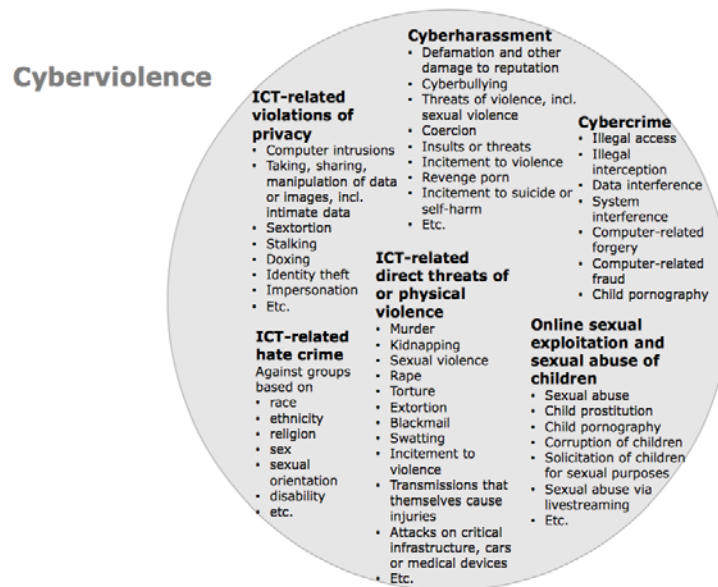 Cyberviolence
Cyberharassment
• Defamation and other
damage to reputation
• Cyberbullying
• Threats of violence, incl.
sexual violence
• Coercion
• Insults or threats
• Incitement to violence
• Revenge porn
• Incitement to suicide or
self-harm
• Etc.
ICT-related
violations of
privacy
• Computer intrusions
• Taking, sharing,
manipulation of data
or images, incl.
intimate data
• Sextortion
• Stalking
• Doxing
• Identity theft
• Impersonation
• Etc.
Cybercrime
• Illegal access
• Illegal
interception
• Data interference
• System
interference
• Computer-related
forgery
• Computer-related
fraud
• Child pornography
ICT-related
direct threats of
or physical
violence
• Murder
• Kidnapping
• Sexual violence
• Rape
• Torture
• Extortion
• Blackmail
• Swatting
• Incitement to
violence
• Transmissions that
themselves cause
injuries
• Attacks on critical
infrastructure, cars
or medical devices
• Etc.
ICT-related
hate crime
Against groups
based on
• race
• ethnicity
• religion
• sex
• sexual
orientation
• disability
• etc.
Online sexual
exploitation and
sexual abuse of
children
• Sexual abuse
• Child prostitution
• Child pornography
• Corruption of children
• Solicitation of children
for sexual purposes
• Sexual abuse via
livestreaming
• Etc.